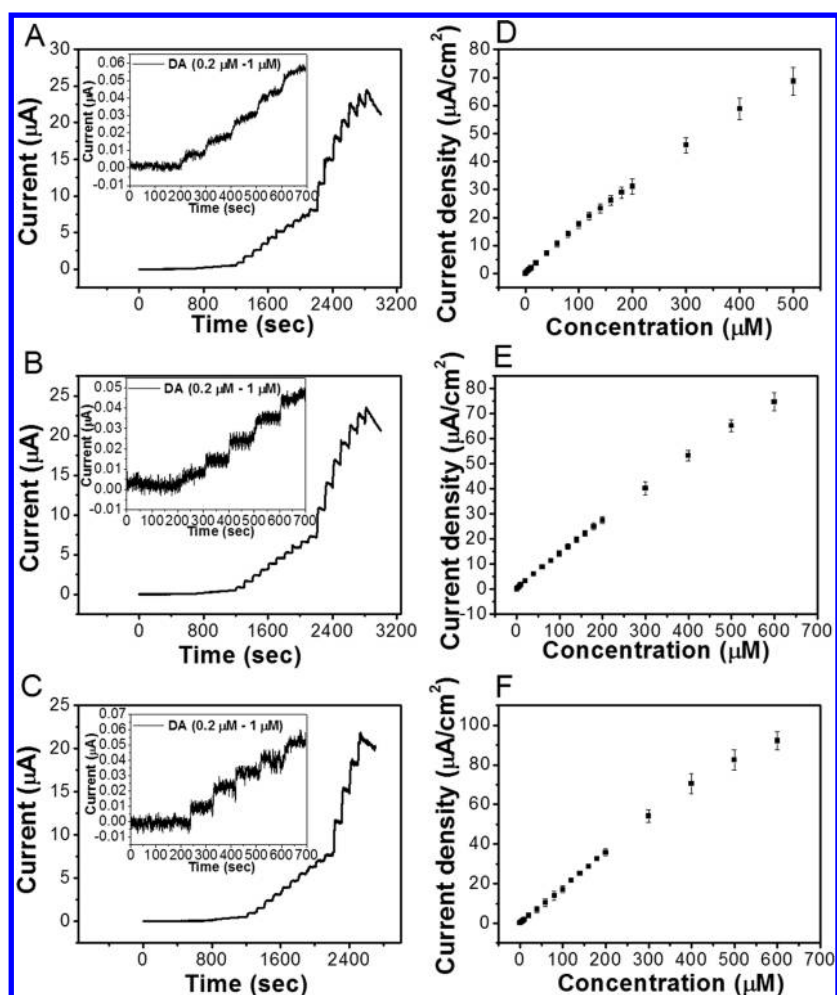 A
DA (0.2 µM -1 µM)
0.06
0.05
0.04
0.03
0.02
0.01
0.00
-0.01
Current (µA)
0 100 200 300 400 500 600 700
Time (sec)
30
25
20
15
10
5
0
Current (µA)
0 800 1600 2400 3200
Time (sec)
D
80
70
60
50
40
30
20
10
0
Current density (µA/cm²)
0 100 200 300 400 500
Concentration (µM)
B
DA (0.2 µM - 1 µM)
0.05
0.04
0.03
0.02
0.01
0.00
-0.01
Current (µA)
0 100 200 300 400 500 600 700
Time (sec)
25
20
15
10
5
0
Current (µA)
0 800 1600 2400 3200
Time (sec)
E
80
70
60
50
40
30
20
10
0
-10
Current density (µA/cm²)
0 100 200 300 400 500 600 700
Concentration (µM)
C
DA (0.2 µM - 1 µM)
0.07
0.06
0.05
0.04
0.03
0.02
0.01
0.00
-0.01
Current (µA)
0 100 200 300 400 500 600 700
Time (sec)
25
20
15
10
5
0
Current (µA)
0 800 1600 2400
Time (sec)
F
100
80
60
40
20
0
Current density (µA/cm²)
0 100 200 300 400 500 600 700
Concentration (µM)